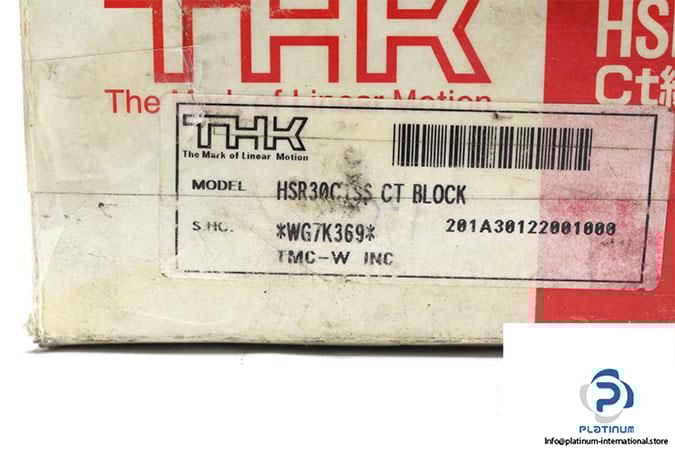 THK
The Mark of Linear Motion
HS
Ct
THK
The Mark of Linear Motion
MODEL HSR30C1SS CT BLOCK
S.NO. *WG7K369* 201A30122001000
TMC-W INC
PLATINUM
Info@platinum-international.store